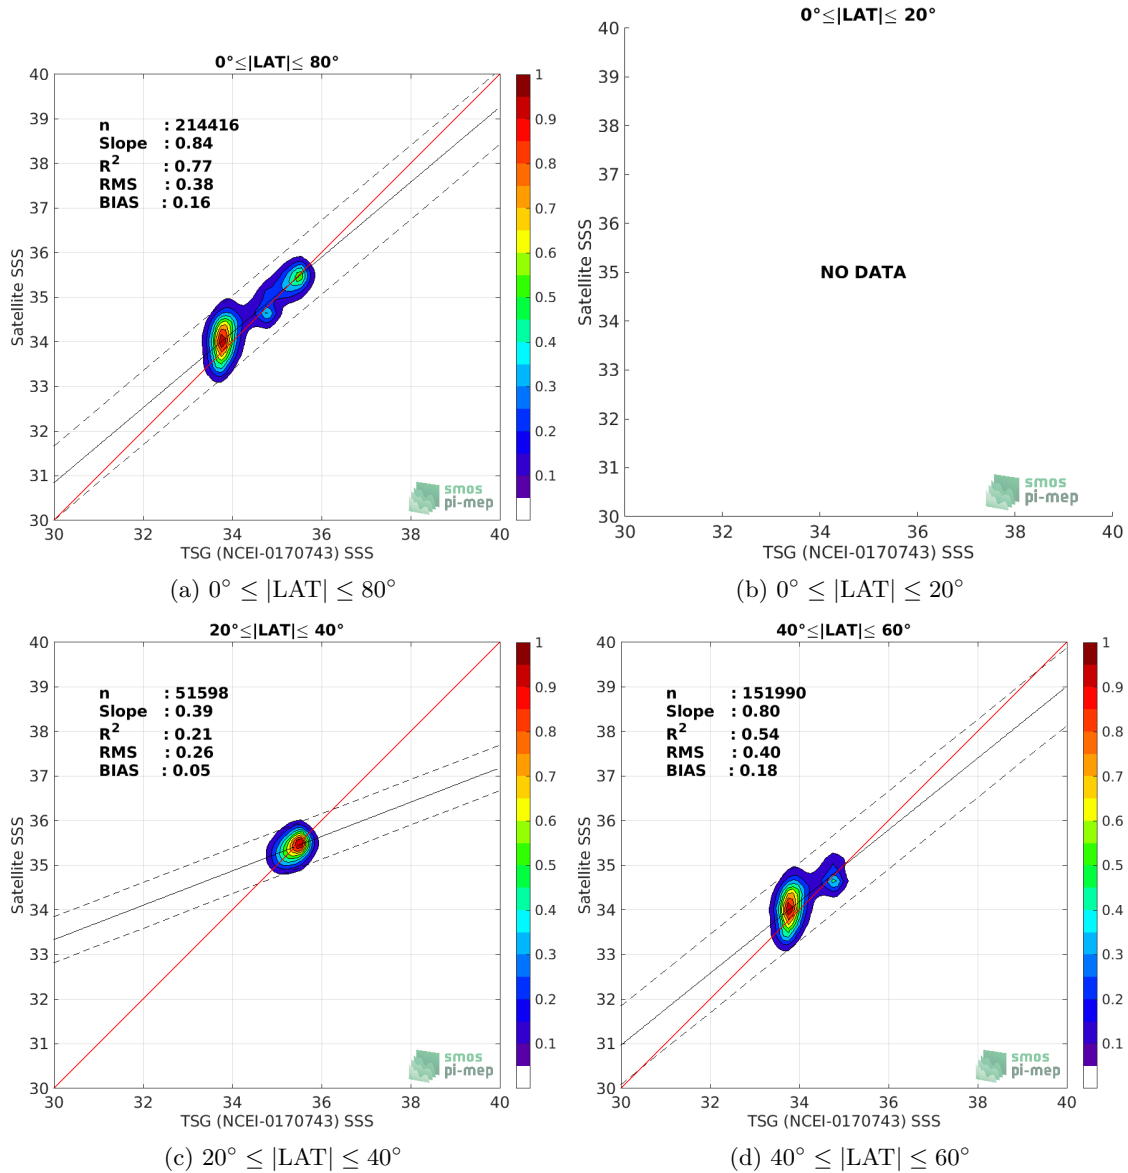 0°≤|LAT|≤ 80°
40
39
38
37
36
35
34
33
32
31
30
Satellite SSS
n : 214416
Slope : 0.84
R² : 0.77
RMS : 0.38
BIAS : 0.16
smos
pi-mep
30 32 34 36 38 40
TSG (NCEI-0170743) SSS
1
0.9
0.8
0.7
0.6
0.5
0.4
0.3
0.2
0.1
(a) 0° ≤ |LAT| ≤ 80°
0°≤|LAT|≤ 20°
40
39
38
37
36
35
34
33
32
31
30
Satellite SSS
NO DATA
smos
pi-mep
30 32 34 36 38 40
TSG (NCEI-0170743) SSS
(b) 0° ≤ |LAT| ≤ 20°
20°≤|LAT|≤ 40°
40
39
38
37
36
35
34
33
32
31
30
Satellite SSS
n : 51598
Slope : 0.39
R² : 0.21
RMS : 0.26
BIAS : 0.05
smos
pi-mep
30 32 34 36 38 40
TSG (NCEI-0170743) SSS
1
0.9
0.8
0.7
0.6
0.5
0.4
0.3
0.2
0.1
(c) 20° ≤ |LAT| ≤ 40°
40°≤|LAT|≤ 60°
40
39
38
37
36
35
34
33
32
31
30
Satellite SSS
n : 151990
Slope : 0.80
R² : 0.54
RMS : 0.40
BIAS : 0.18
smos
pi-mep
30 32 34 36 38 40
TSG (NCEI-0170743) SSS
1
0.9
0.8
0.7
0.6
0.5
0.4
0.3
0.2
0.1
(d) 40° ≤ |LAT| ≤ 60°